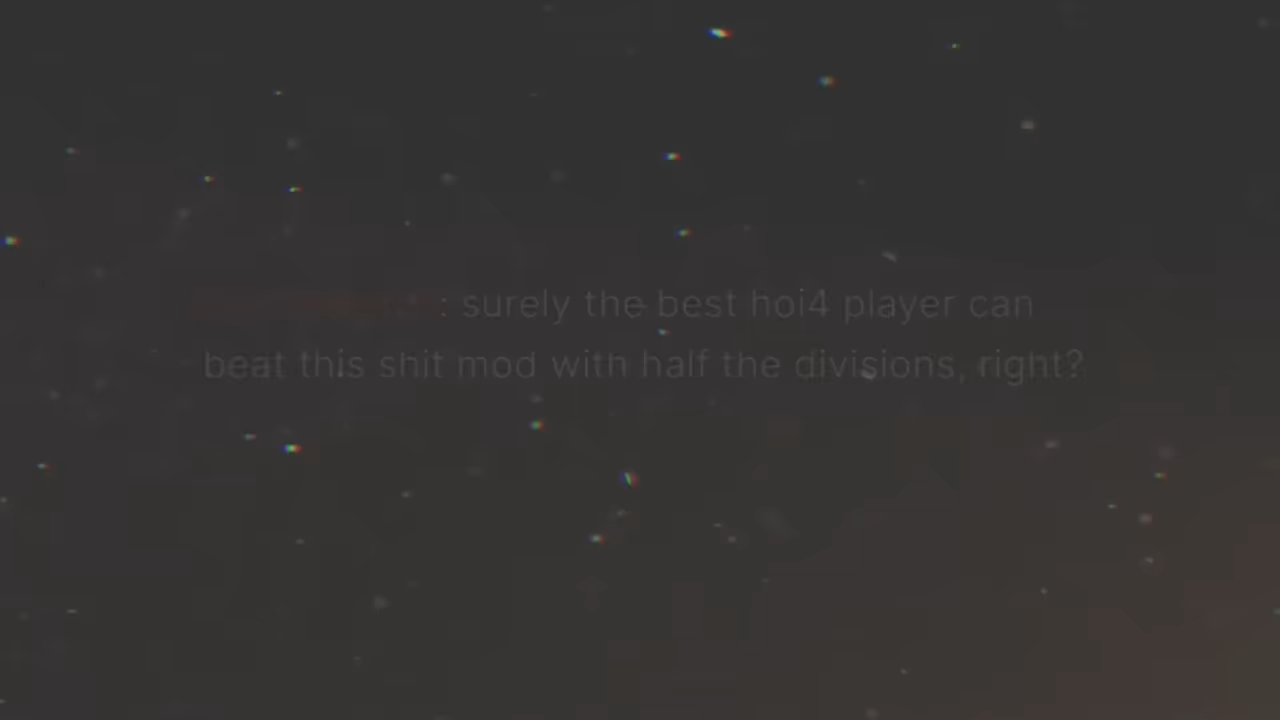 : surely the best hoi4 player can
beat this shit mod with half the divisions, right?